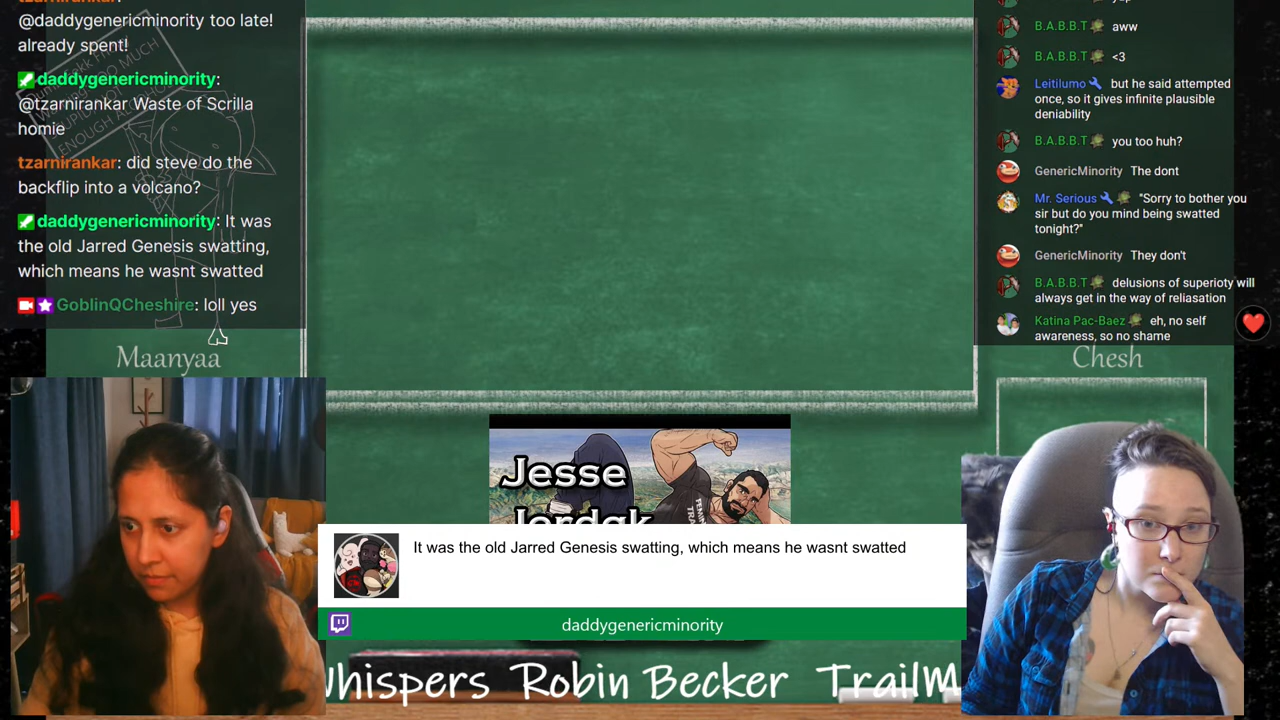 tzarnirankar:
@daddygenericminority too late!
already spent!
daddygenericminority:
@tzarnirankar Waste of Scrilla
homie
tzarnirankar: did steve do the
backflip into a volcano?
daddygenericminority: It was
the old Jarred Genesis swatting,
which means he wasnt swatted
GoblinQCheshire: loll yes
Maanyaa
B.A.B.B.T aww
B.A.B.B.T <3
Leitilumo but he said attempted
once, so it gives infinite plausible
deniability
B.A.B.B.T you too huh?
GenericMinority The dont
Mr. Serious "Sorry to bother you
sir but do you mind being swatted
tonight?"
GenericMinority They don't
B.A.B.B.T delusions of superioty will
always get in the way of reliasation
Katina Pac-Baez eh, no self
awareness, so no shame
Chesh
Jesse
It was the old Jarred Genesis swatting, which means he wasnt swatted
daddygenericminority
whispers Robin Becker TrailM